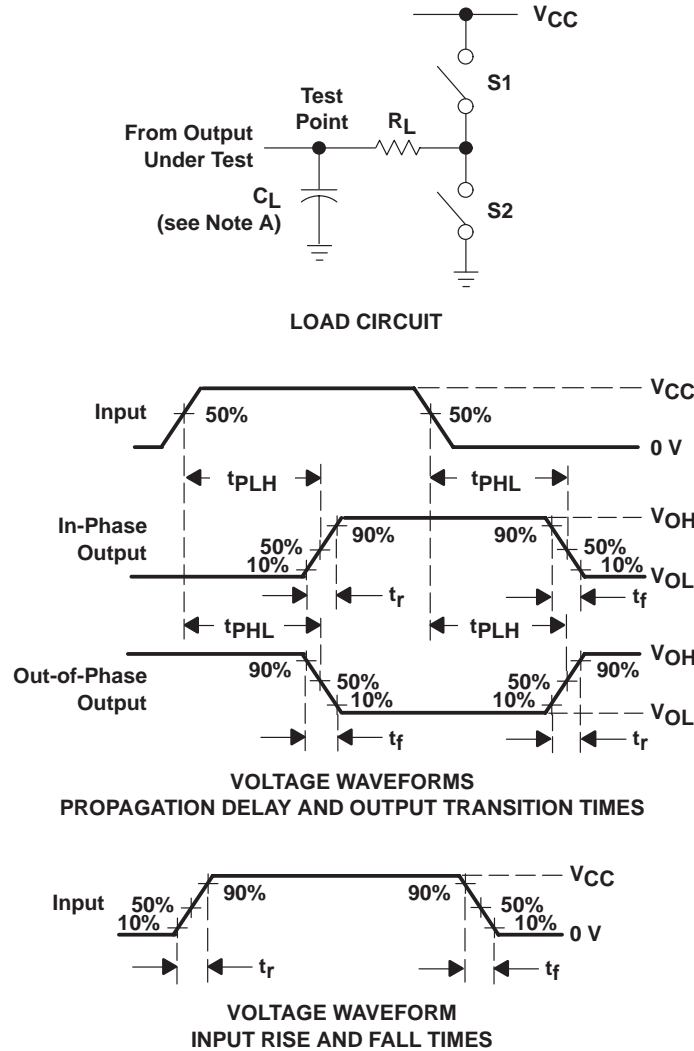 VCC
S1
Test
Point
RL
From Output
Under Test
CL
(see Note A)
S2
LOAD CIRCUIT
VCC
Input
50%
50%
0 V
tPLH
tPHL
VOH
In-Phase
Output
90%
90%
50%
50%
10%
10%
VOL
tr
tf
tPHL
tPLH
VOH
Out-of-Phase
Output
90%
90%
50%
50%
10%
10%
VOL
tf
tr
VOLTAGE WAVEFORMS
PROPAGATION DELAY AND OUTPUT TRANSITION TIMES
VCC
Input
90%
90%
50%
50%
10%
10%
0 V
tr
tf
VOLTAGE WAVEFORM
INPUT RISE AND FALL TIMES